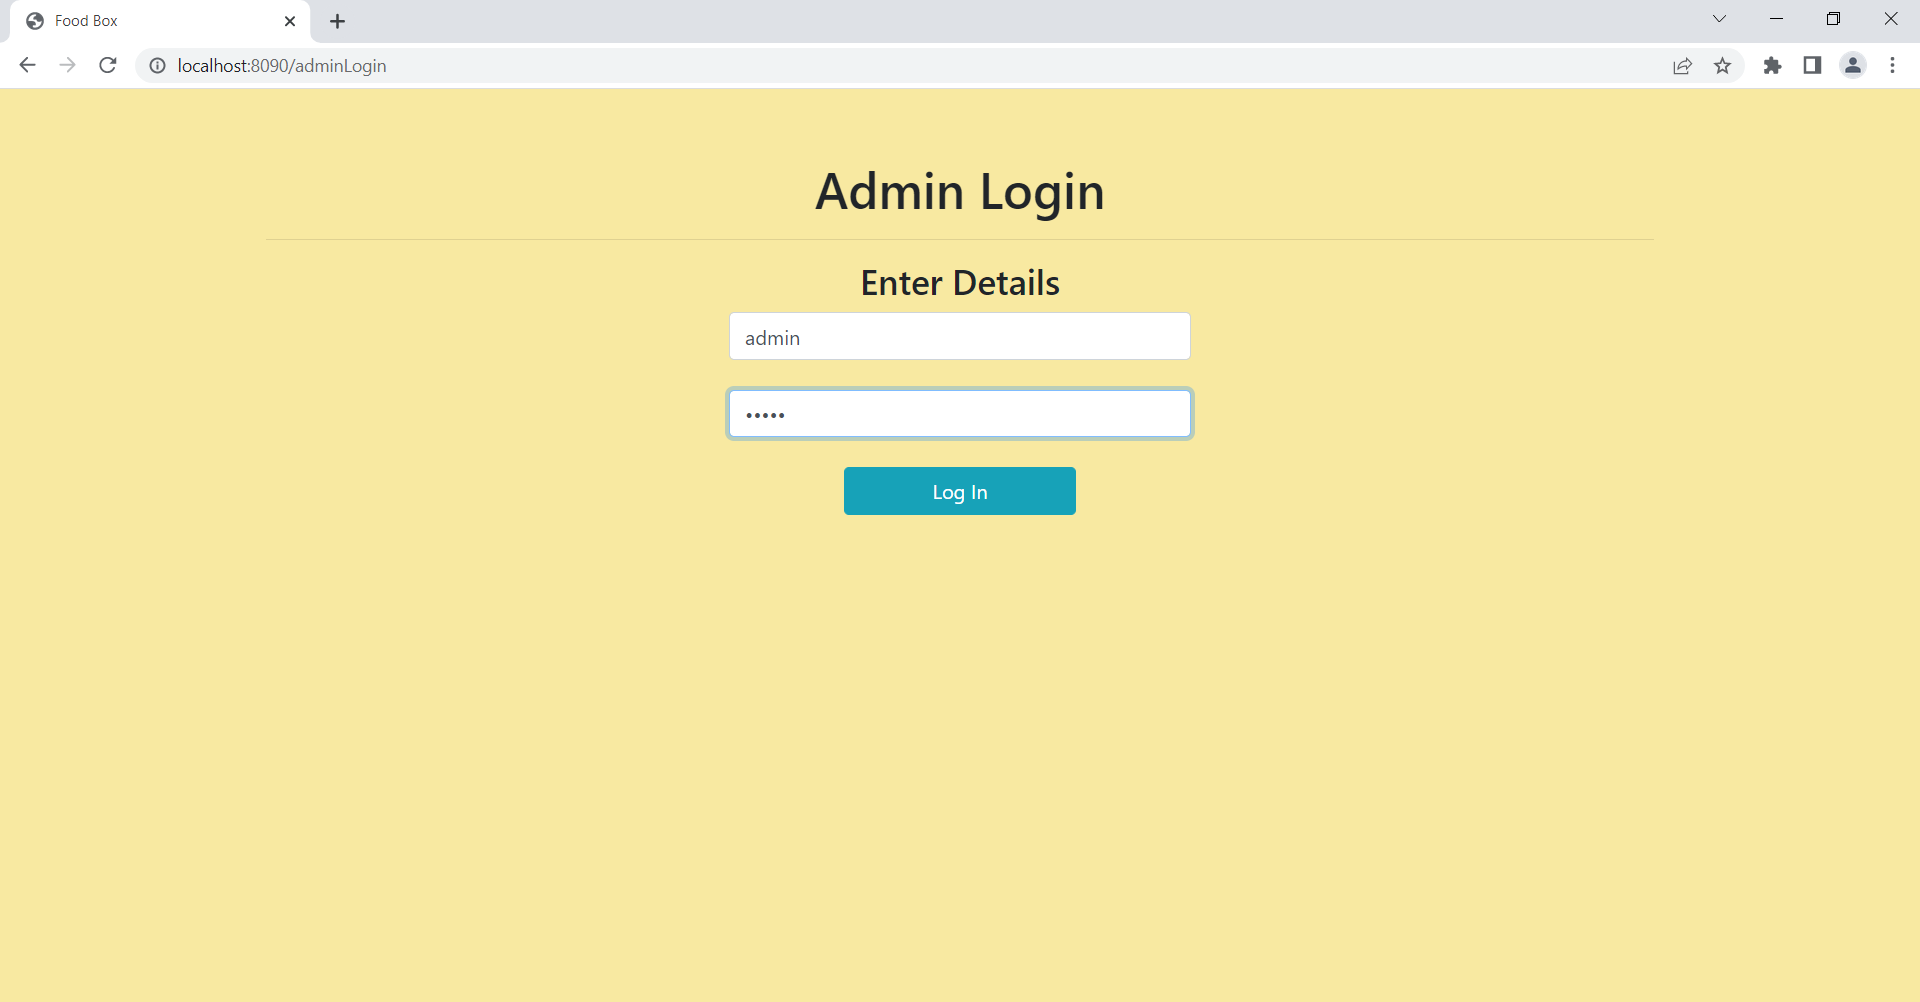 Food Box
localhost:8090/adminLogin
Admin Login
Enter Details
admin
•••••
Log In